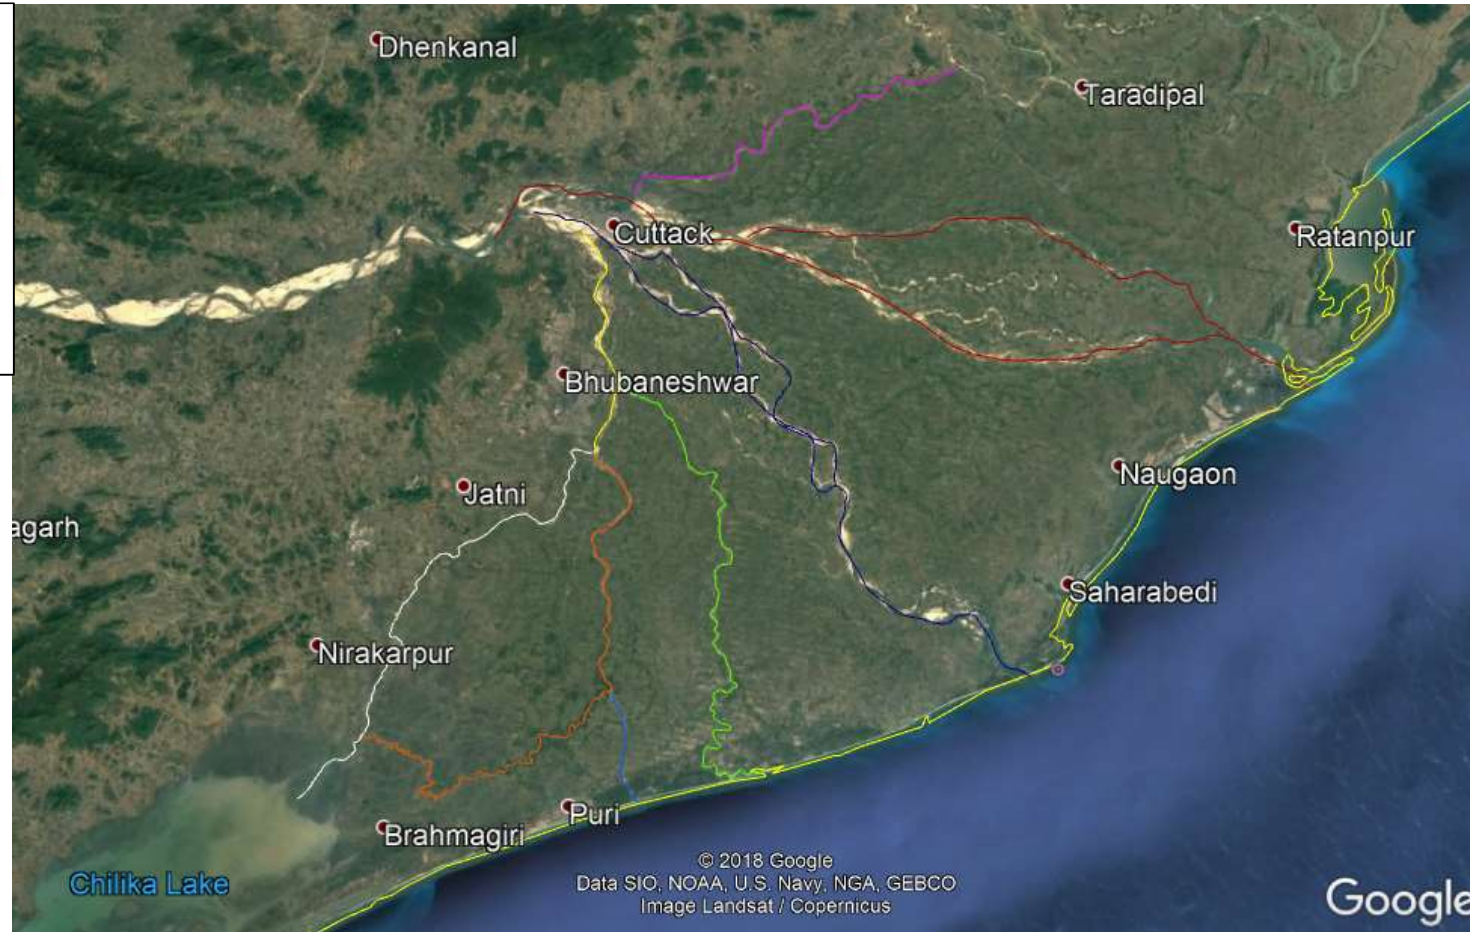 Dhenkanal
Taradipal
Cuttack
Ratanpur
Bhubaneshwar
Naugaon
Jatni
agarh
Saharabedi
Nirakarpur
Puri
Brahmagiri
Chilika Lake
© 2018 Google
Data SIO, NOAA, U.S. Navy, NGA, GEBCO
Image Landsat / Copernicus
Google